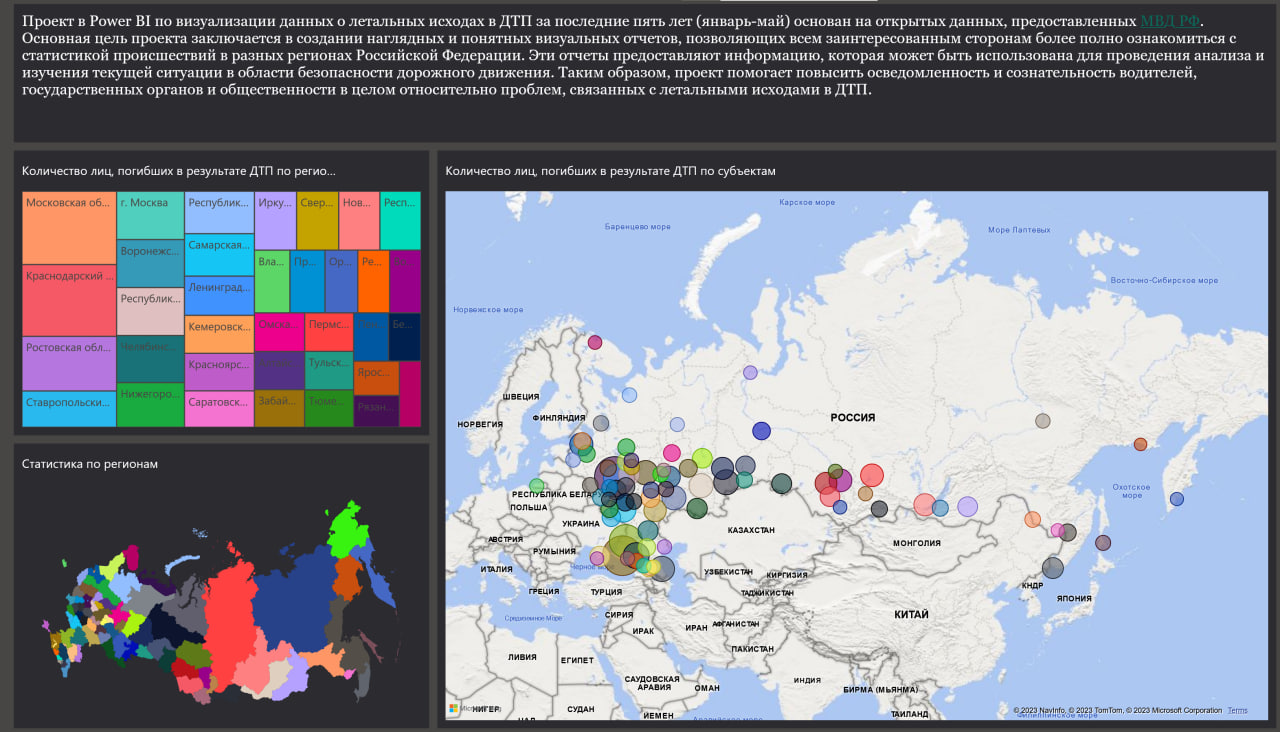 Проект в Power BI по визуализации данных о летальных исходах в ДТП за последние пять лет (январь-май) основан на открытых данных, предоставленных МВД РФ.
Основная цель проекта заключается в создании наглядных и понятных визуальных отчетов, позволяющих всем заинтересованным сторонам более полно ознакомиться с
статистикой происшествий в разных регионах Российской Федерации. Эти отчеты предоставляют информацию, которая может быть использована для проведения анализа и
изучения текущей ситуации в области безопасности дорожного движения. Таким образом, проект помогает повысить осведомленность и сознательность водителей,
государственных органов и общественности в целом относительно проблем, связанных с летальными исходами в ДТП.
Количество лиц, погибших в результате ДТП по регио...
Московская об...
г. Москва
Республик...
Ирку...
Свер...
Нов...
Респ...
Воронежс...
Самарская...
Краснодарский ...
Вла...
Пр...
Ор...
Ре...
Республик...
Ленинград...
Кемеровск...
Омска...
Пермс...
Бе...
Ростовская обл...
Челябинс...
Красноярс...
Тульск...
Ярос...
Ставропольски...
Нижегоро...
Саратовск...
Забай...
Тюме...
Рязан...
Статистика по регионам
Количество лиц, погибших в результате ДТП по субъектам
Карское море
Баренцево море
Море Лаптевых
Восточно-Сибирское море
Норвежское море
ШВЕЦИЯ
ФИНЛЯНДИЯ
НОРВЕГИЯ
РОССИЯ
Охотское
море
РЕСПУБЛИКА БЕЛАРУ
ПОЛЬША
УКРАИНА
КАЗАХСТАН
АВСТРИЯ
МОНГОЛИЯ
РУМЫНИЯ
ИТАЛИЯ
Черное море
УЗБЕКИСТАН
КИРГИЗИЯ
КНДР
ГРЕЦИЯ
ТУРЦИЯ
ТАДЖИКИСТАН
ЯПОНИЯ
Средиземное Море
СИРИЯ
КИТАЙ
ИРАК
ИРАН
АФГАНИСТАН
ПАКИСТАН
ЛИВИЯ
ЕГИПЕТ
САУДОВСКАЯ
АРАВИЯ
ОМАН
ИНДИЯ
БИРМА (МЬЯНМА)
НИГЕР
СУДАН
ЙЕМЕН
ЧАД
Аравийское море
ТАИЛАНД
Филиппинское море
© 2023 NavInfo, © 2023 TomTom, © 2023 Microsoft Corporation Terms